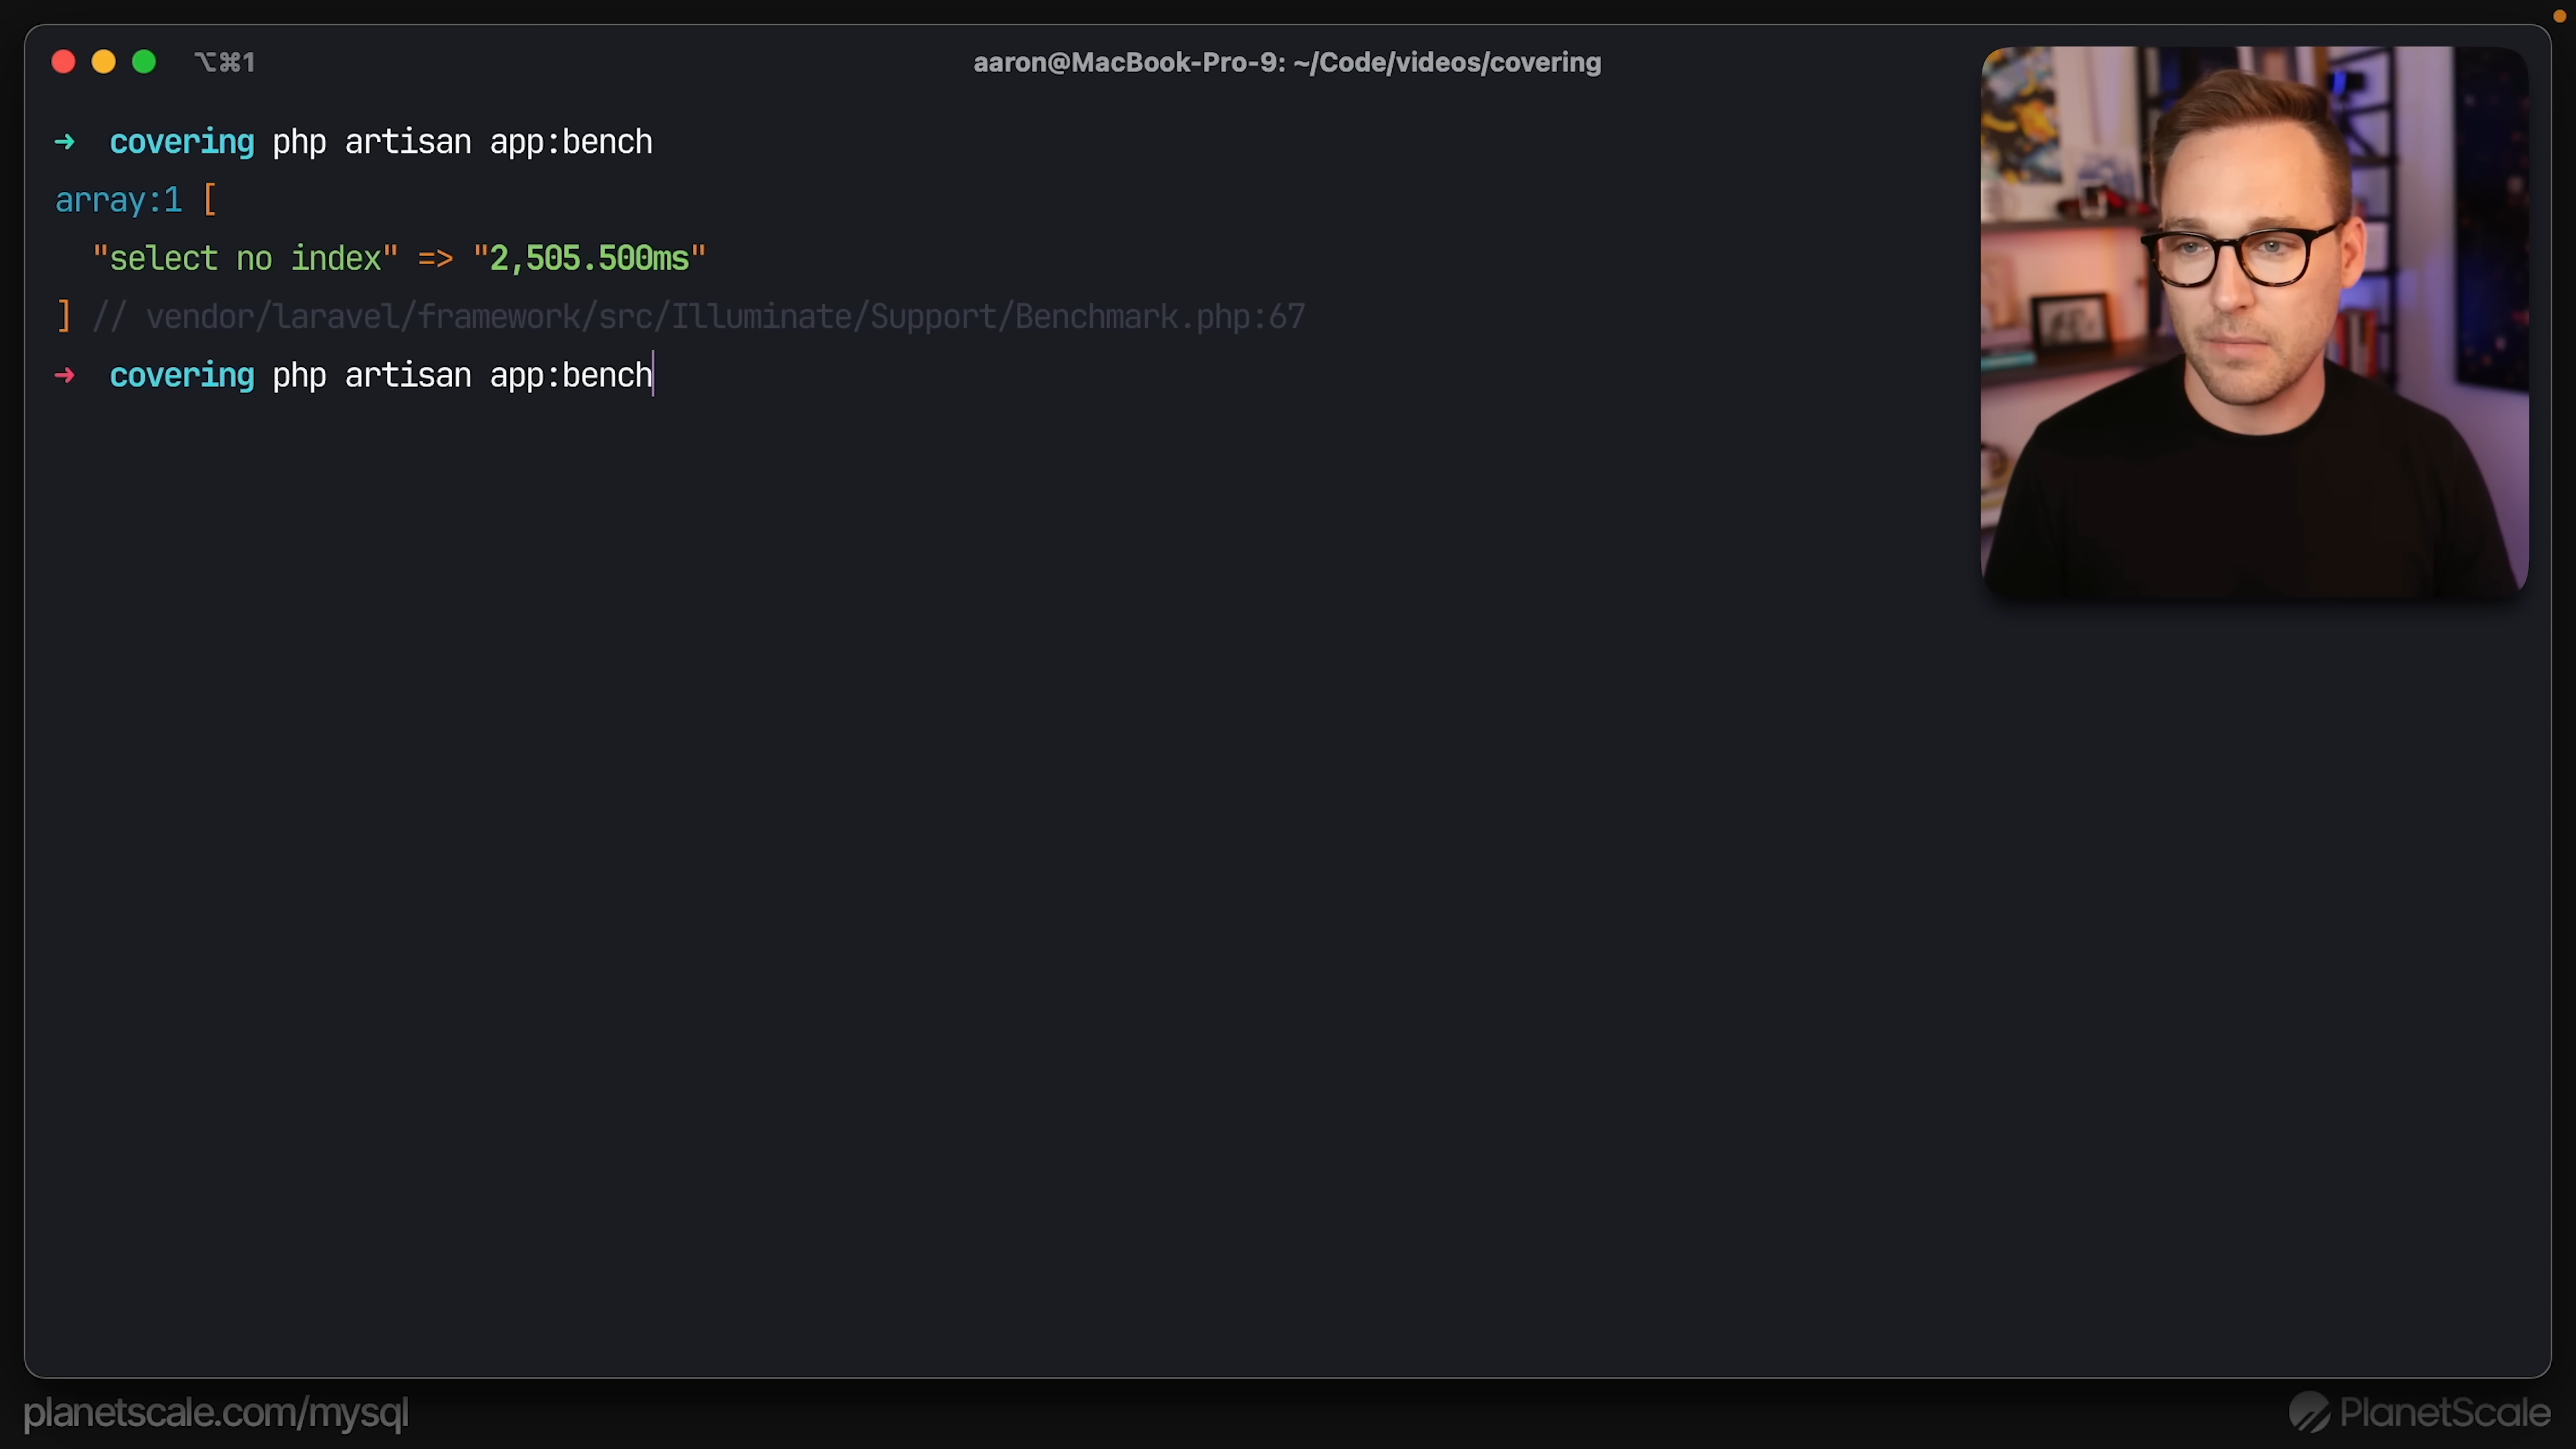 ⌥⌘1
aaron@MacBook-Pro-9: ~/Code/videos/covering
→ covering php artisan app:bench
array:1 [
"select no index" => "2,505.500ms"
] // vendor/laravel/framework/src/Illuminate/Support/Benchmark.php:67
→ covering php artisan app:bench
planetscale.com/mysql
PlanetScale